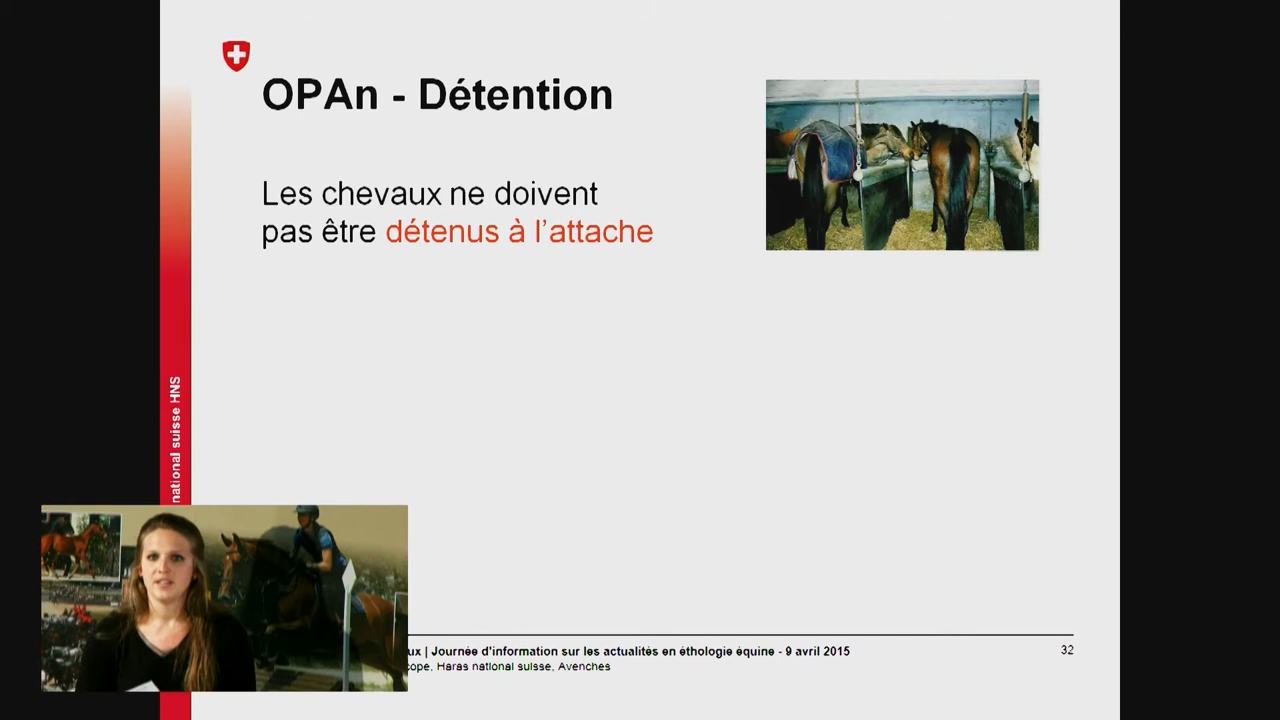 OPAn - Détention
Les chevaux ne doivent
pas être détenus à l'attache
national suisse HNS
ux | Journée d'information sur les actualités en éthologie équine - 9 avril 2015
cope, Haras national suisse, Avenches
32